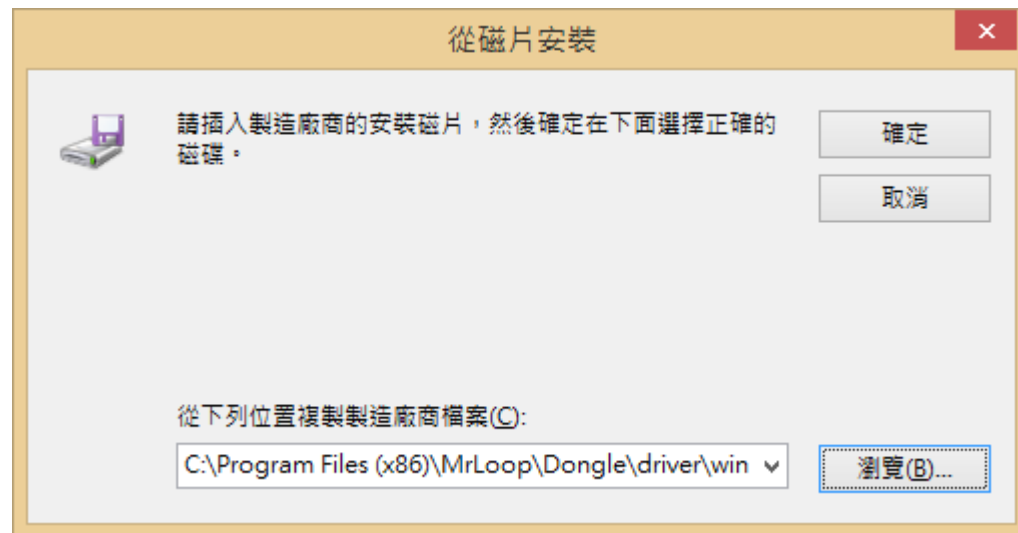 從磁片安裝
請插入製造廠商的安裝磁片，然後確定在下面選擇正確的
磁碟。
確定
取消
從下列位置複製製造廠商檔案(C):
C:\Program Files (x86)\MrLoop\Dongle\driver\win
瀏覽(B)...